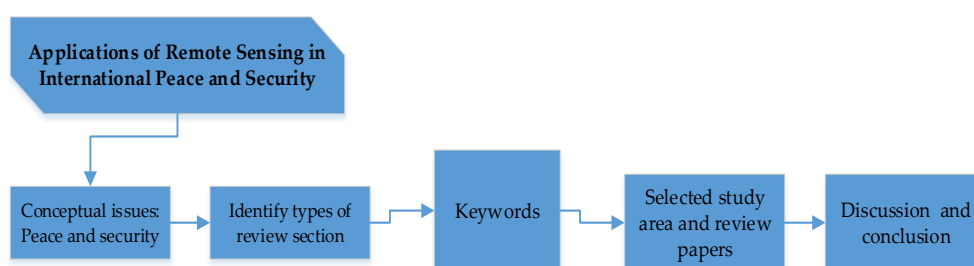 Applications of Remote Sensing in
International Peace and Security
Conceptual issues:
Peace and security
Identify types of
review section
Keywords
Selected study
area and review
papers
Discussion and
conclusion